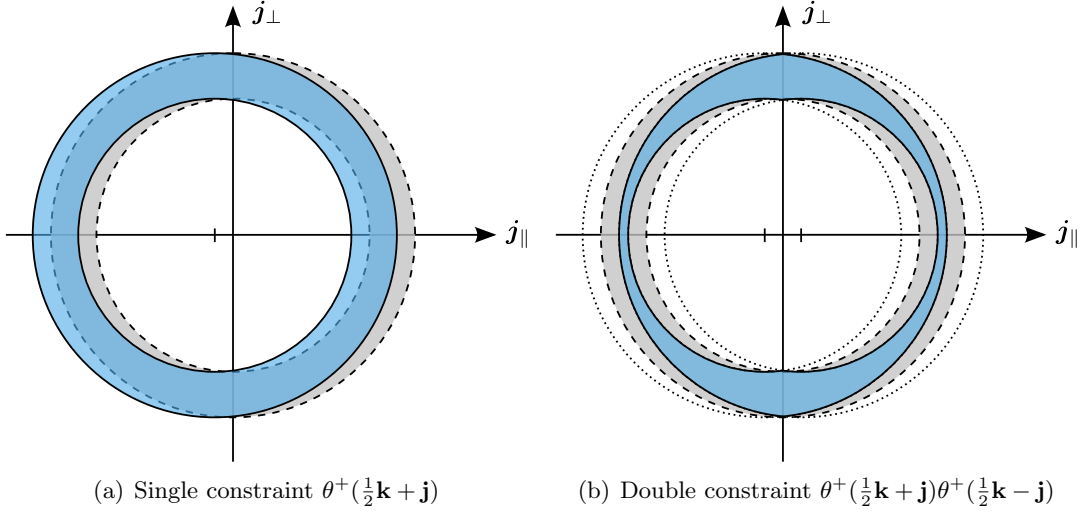 j⊥
j⊥
j∥
j∥
(a) Single constraint θ⁺(½k + j)
(b) Double constraint θ⁺(½k + j)θ⁺(½k − j)